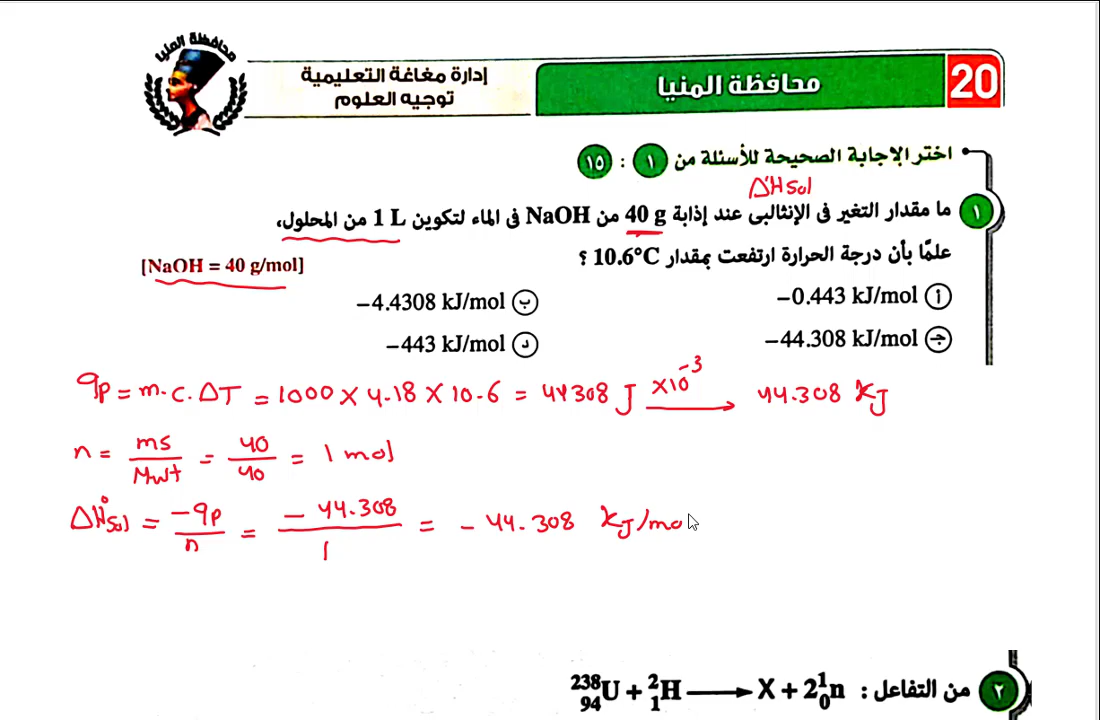 محافظة المنيا
إدارة مغاغة التعليمية
توجيه العلوم
محافظة المنيا
20
اختر الإجابة الصحيحة للأسئلة من ١ : ١٥
ΔH°sol
١ ما مقدار التغير فى الإنثالپى عند إذابة 40 g من NaOH فى الماء لتكوين 1 L من المحلول،
علمًا بأن درجة الحرارة ارتفعت بمقدار 10.6°C ؟
[NaOH = 40 g/mol]
أ −0.443 kJ/mol
ب −4.4308 kJ/mol
ج −44.308 kJ/mol
د −443 kJ/mol
qp = m.c.ΔT = 1000 × 4.18 × 10.6 = 44308 J ×10⁻³ → 44.308 KJ
n = ms / Mwt = 40 / 40 = 1 mol
ΔH°sol = −qp / n = −44.308 / 1 = −44.308 KJ/mo
٢ من التفاعل : ²³⁸₉₄U + ²₁H ⟶ X + 2¹₀n